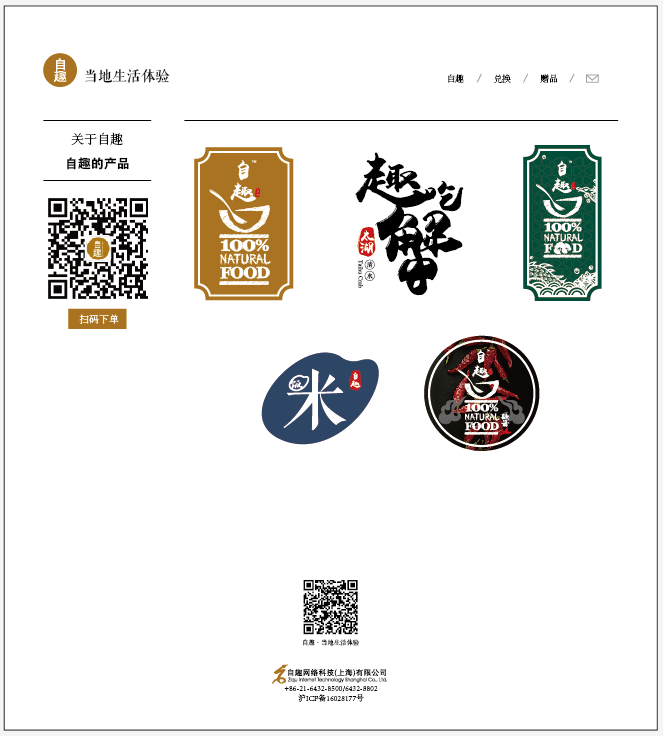 自趣
当地生活体验
自趣 / 兑换 / 赠品 /
关于自趣
自趣的产品
自趣
扫码下单
自趣
™
100%
NATURAL
FOOD
趣吃
蟹
太湖
清水
Taihu Crab
自趣
100%
NATURAL
FOOD
米
自趣
自趣
100%
NATURAL
FOOD
自趣 · 当地生活体验
自趣网络科技(上海)有限公司
Ziqu Internet Technology Shanghai Co., Ltd.
+86-21-6432-8500/6432-8802
沪ICP备16028177号